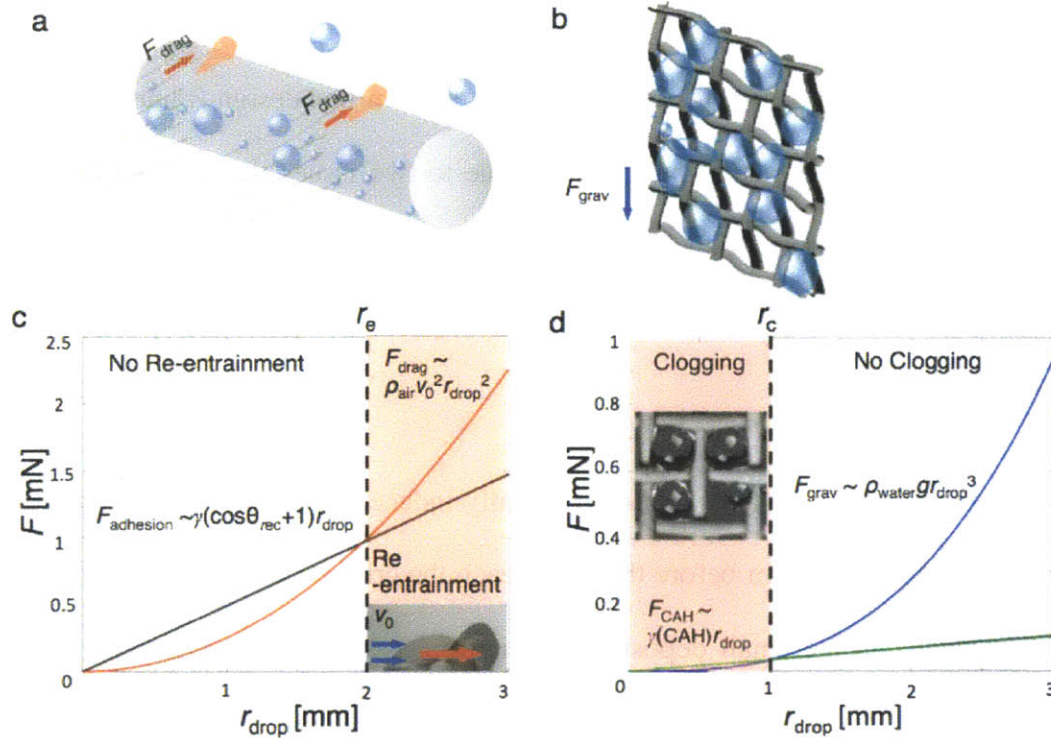 a
F_drag
F_drag
b
F_grav
c
r_e
2.5
2
1.5
1
0.5
0
F [mN]
No Re-entrainment
F_drag ~
ρ_air v_0^2 r_drop^2
F_adhesion ~γ(cosθ_rec+1)r_drop
Re
-entrainment
v_0
1
2
3
r_drop [mm]
d
r_c
1
0.8
0.6
0.4
0.2
0
F [mN]
Clogging
No Clogging
F_grav ~ ρ_water g r_drop^3
F_CAH ~
γ(CAH)r_drop
0
1
2
3
r_drop [mm]